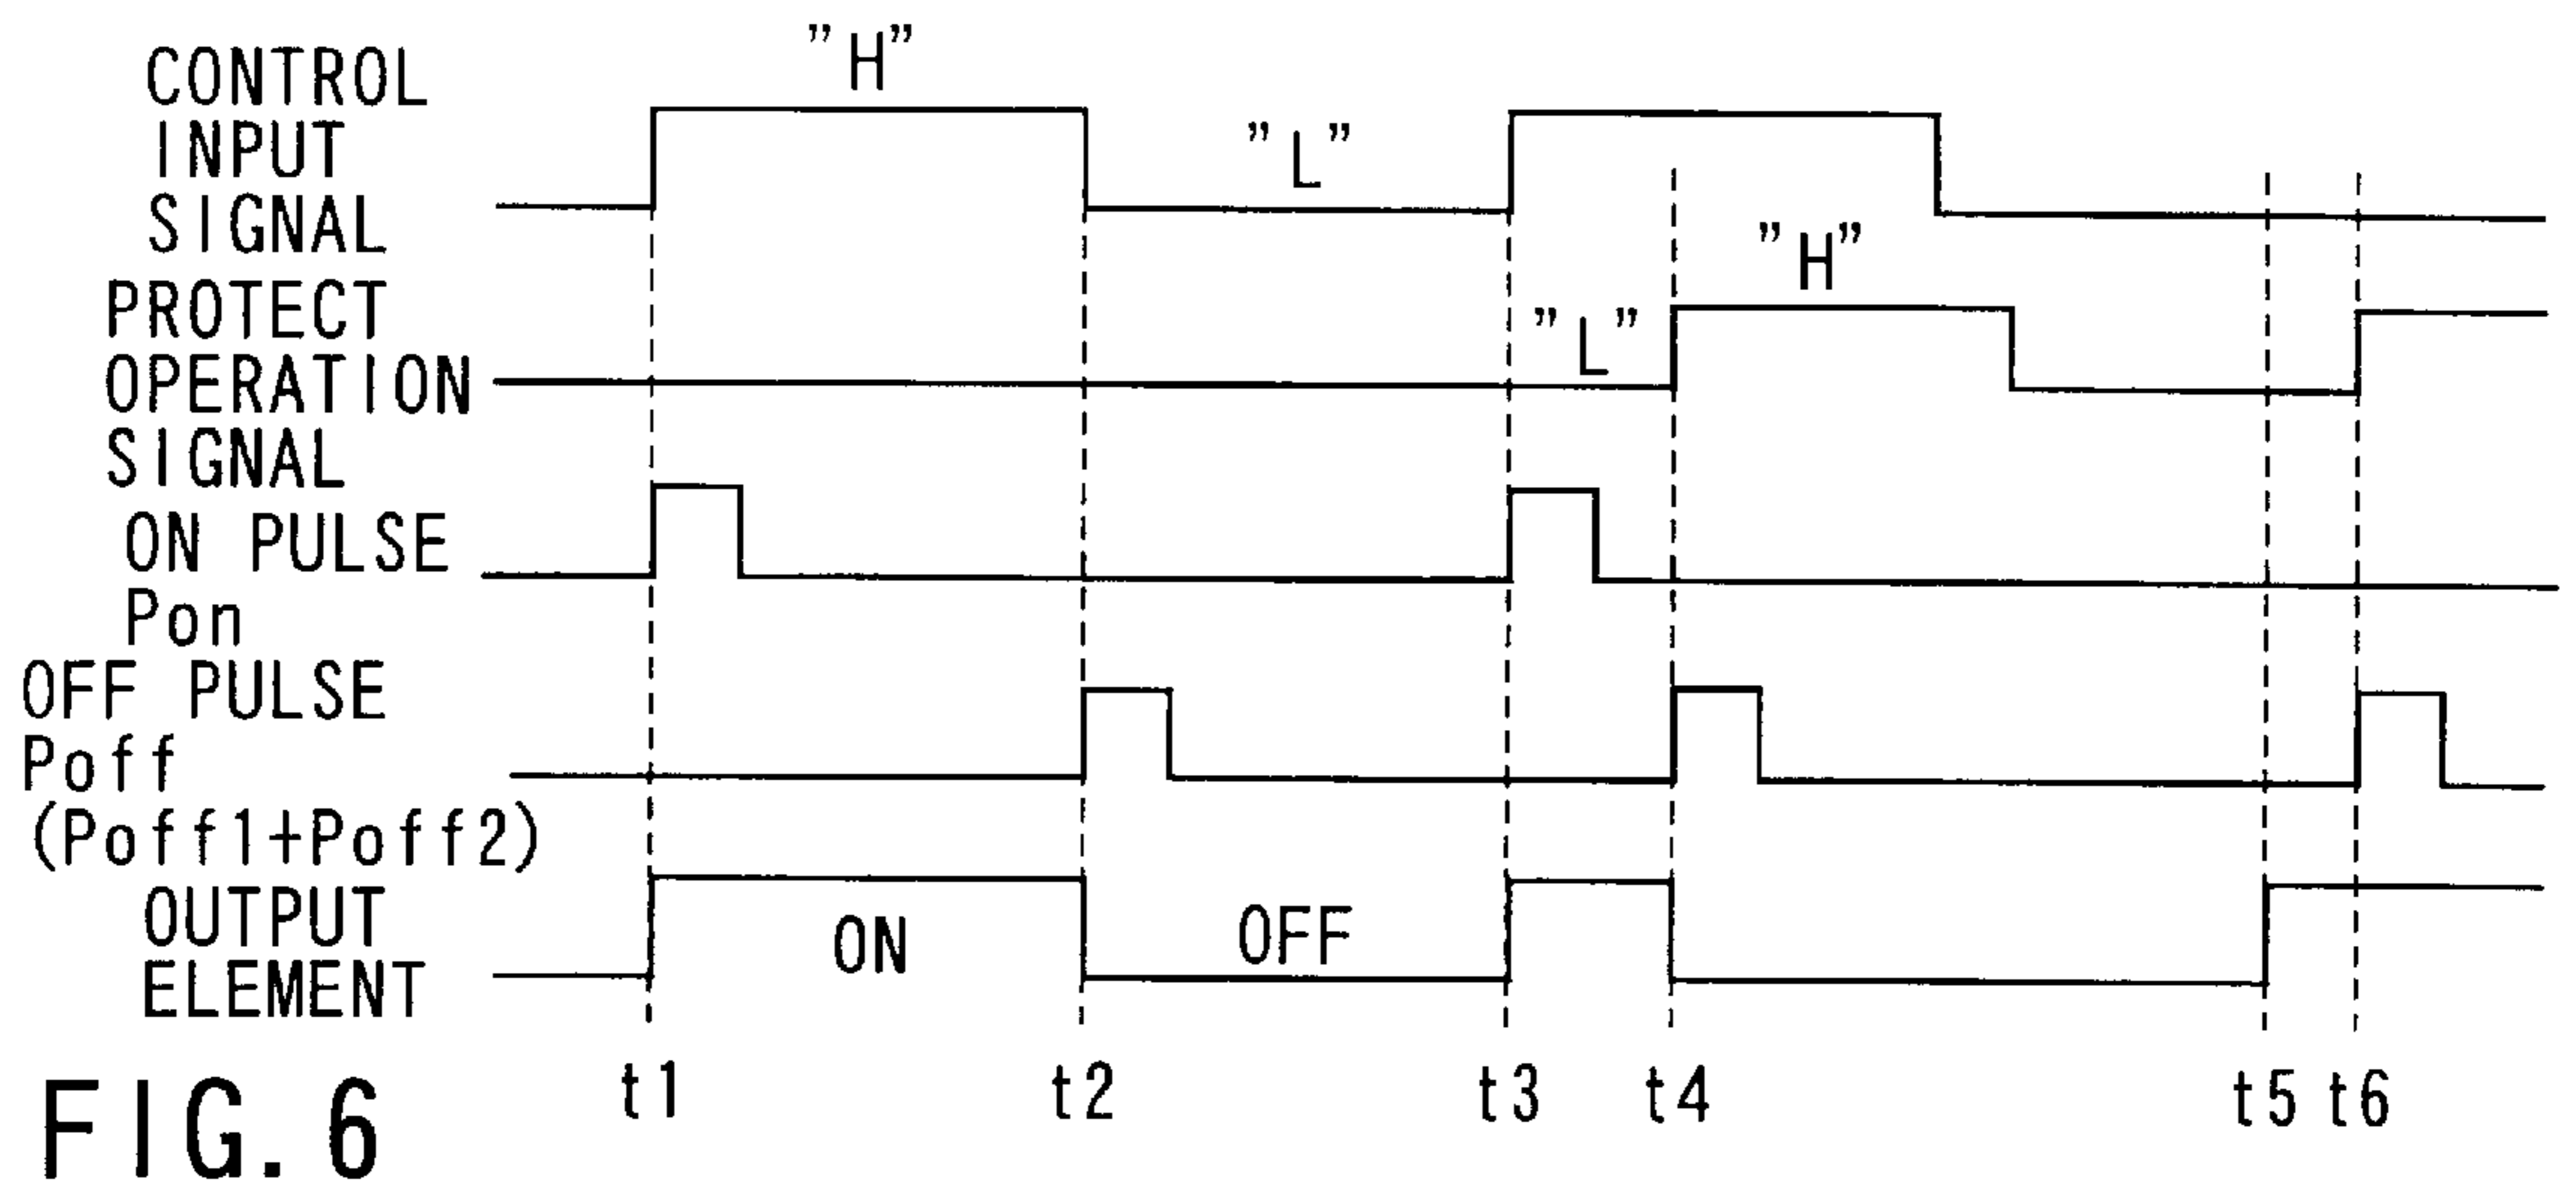 "H"
CONTROL
INPUT
SIGNAL
"L"
"H"
PROTECT
OPERATION
SIGNAL
"L"
ON PULSE
Pon
OFF PULSE
Poff
(Poff1+Poff2)
OUTPUT
ELEMENT
ON
OFF
t1 t2 t3 t4 t5 t6
FIG. 6